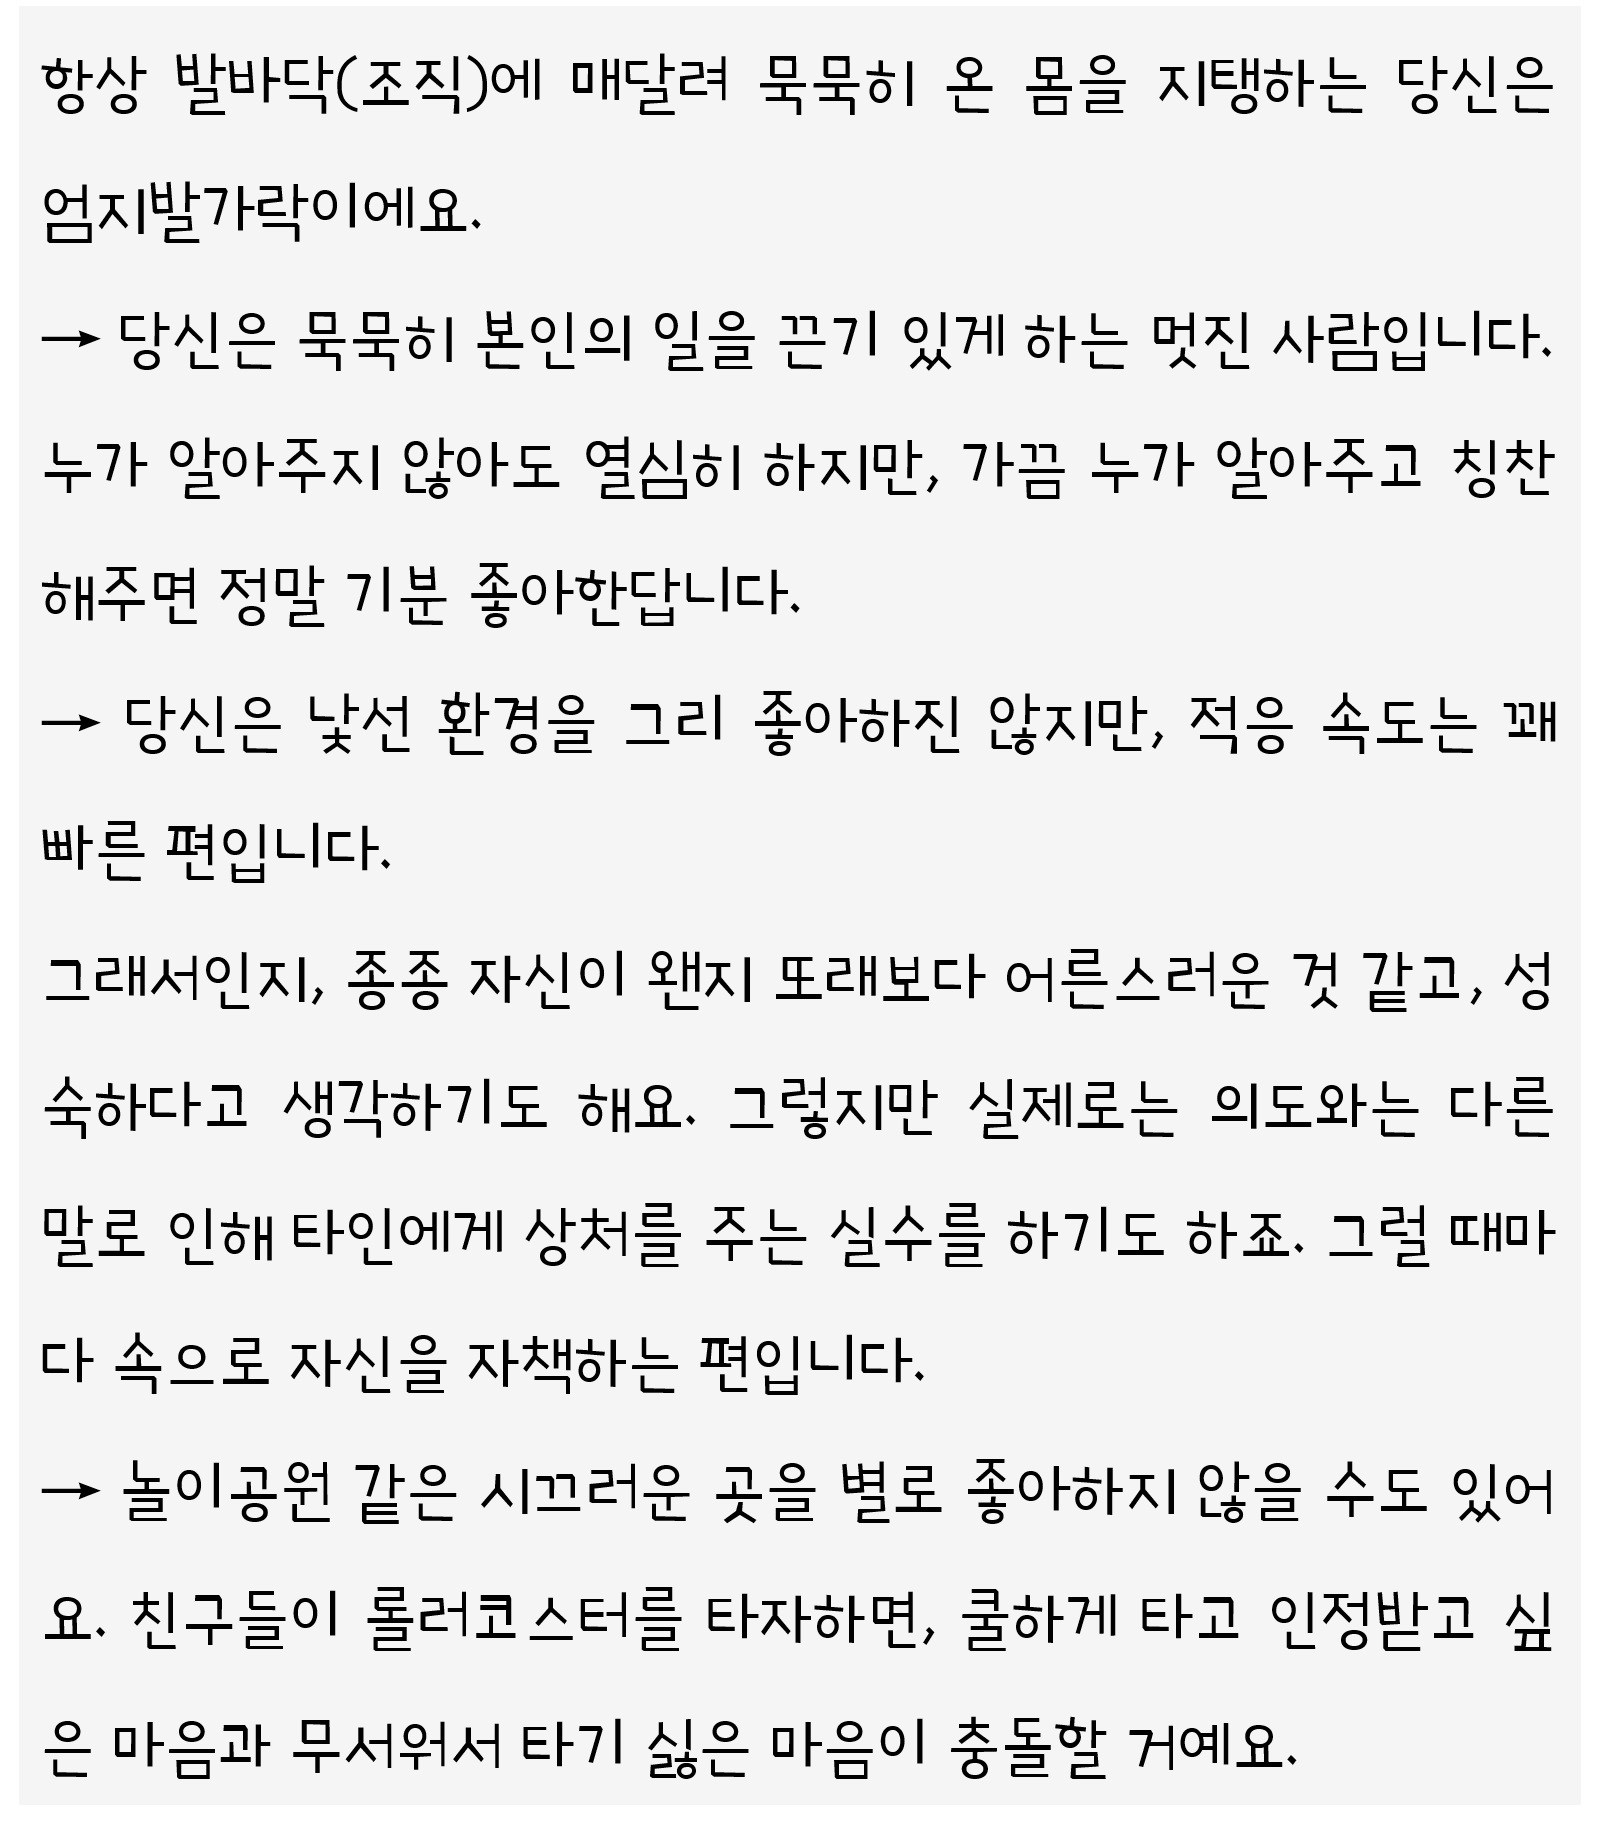 항상 발바닥(조직)에 매달려 묵묵히 온 몸을 지탱하는 당신은
엄지발가락이에요.
→ 당신은 묵묵히 본인의 일을 끈기 있게 하는 멋진 사람입니다.
누가 알아주지 않아도 열심히 하지만, 가끔 누가 알아주고 칭찬
해주면 정말 기분 좋아한답니다.
→ 당신은 낯선 환경을 그리 좋아하진 않지만, 적응 속도는 꽤
빠른 편입니다.
그래서인지, 종종 자신이 왠지 또래보다 어른스러운 것 같고, 성
숙하다고 생각하기도 해요. 그렇지만 실제로는 의도와는 다른
말로 인해 타인에게 상처를 주는 실수를 하기도 하죠. 그럴 때마
다 속으로 자신을 자책하는 편입니다.
→ 놀이공원 같은 시끄러운 곳을 별로 좋아하지 않을 수도 있어
요. 친구들이 롤러코스터를 타자하면, 쿨하게 타고 인정받고 싶
은 마음과 무서워서 타기 싫은 마음이 충돌할 거예요.